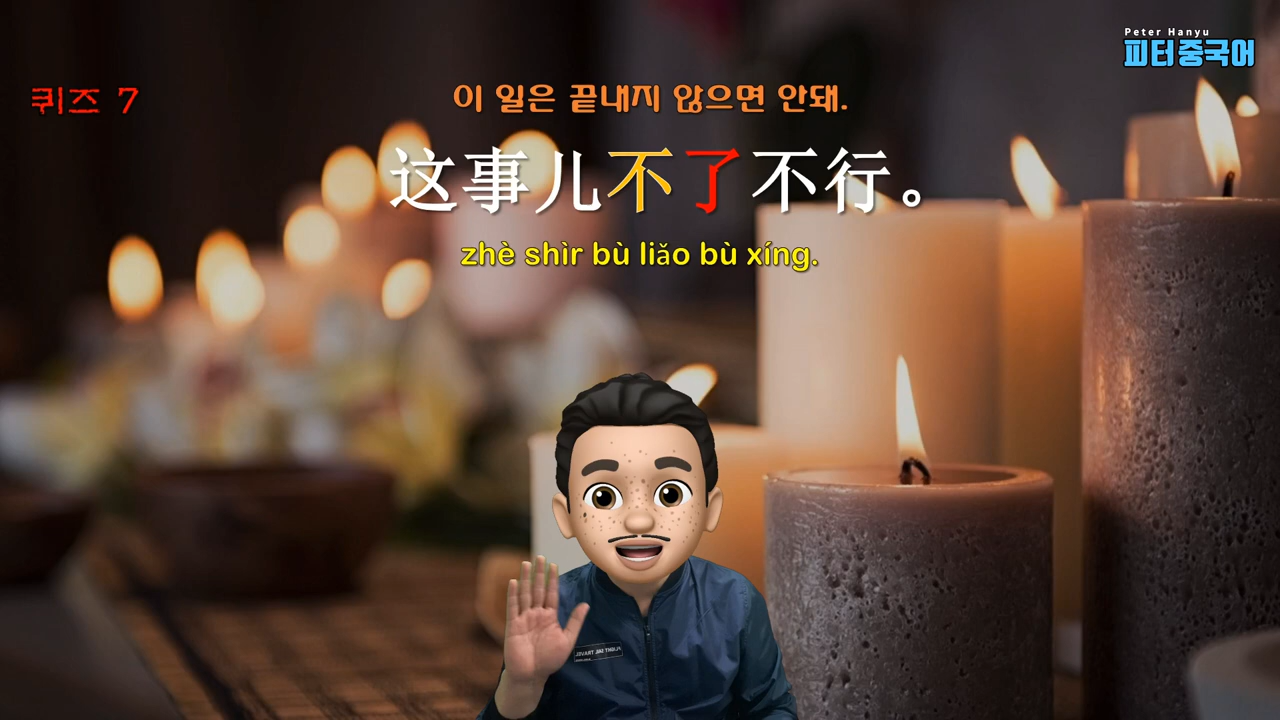 Peter Hanyu
피터 중국어
퀴즈 7
이 일은 끝내지 않으면 안돼.
这事儿不了不行。
zhè shìr bù liǎo bù xíng.